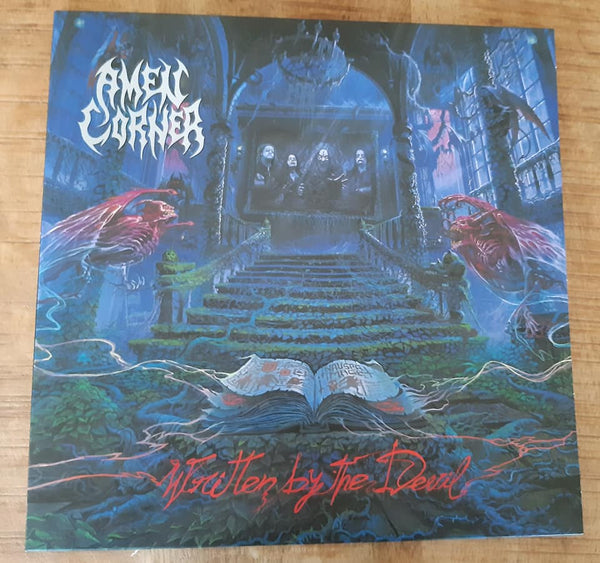 AMEN
CORNER
Written by the Devil